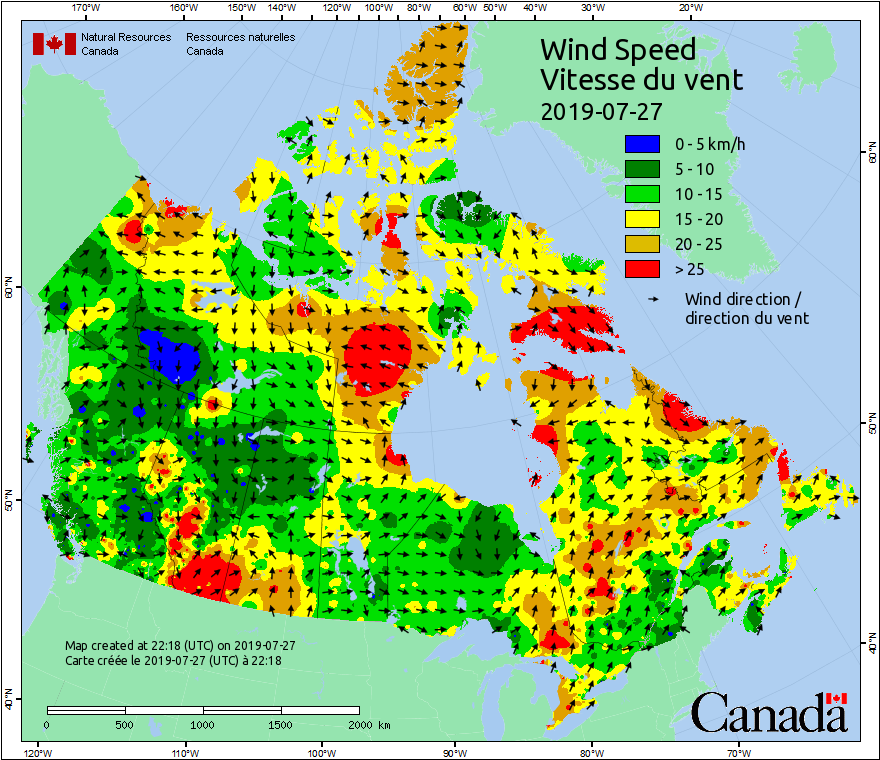 170°W 160°W 150°W 140°W 120°W 100°W 80°W 60°W 50°W 40°W 30°W 20°W
Natural Resources Canada
Ressources naturelles Canada
Wind Speed
Vitesse du vent
2019-07-27
0 - 5 km/h
5 - 10
10 - 15
15 - 20
20 - 25
> 25
Wind direction /
direction du vent
60°N
50°N
40°N
60°N
50°N
40°N
Map created at 22:18 (UTC) on 2019-07-27
Carte créée le 2019-07-27 (UTC) à 22:18
0 500 1000 1500 2000 km
Canada
120°W 110°W 100°W 90°W 80°W 70°W